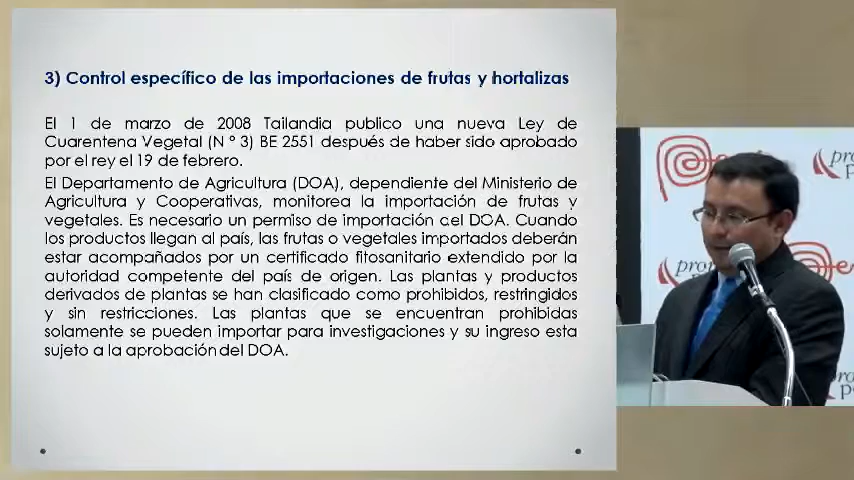 3) Control específico de las importaciones de frutas y hortalizas
El 1 de marzo de 2008 Tailandia publico una nueva Ley de
Cuarentena Vegetal (N ° 3) BE 2551 después de haber sido aprobado
por el rey el 19 de febrero.
El Departamento de Agricultura (DOA), dependiente del Ministerio de
Agricultura y Cooperativas, monitorea la importación de frutas y
vegetales. Es necesario un permiso de importación del DOA. Cuando
los productos llegan al país, las frutas o vegetales importados deberán
estar acompañados por un certificado fitosanitario extendido por la
autoridad competente del país de origen. Las plantas y productos
derivados de plantas se han clasificado como prohibidos, restringidos
y sin restricciones. Las plantas que se encuentran prohibidas
solamente se pueden importar para investigaciones y su ingreso esta
sujeto a la aprobación del DOA.